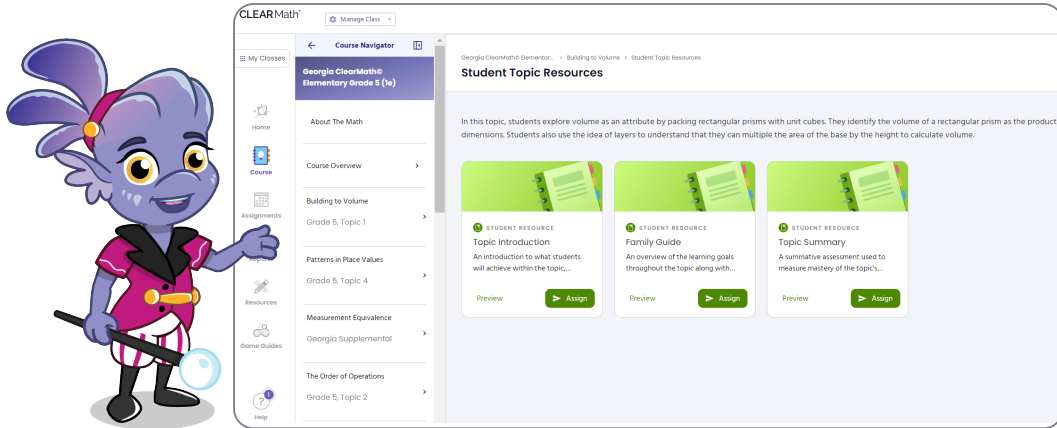 CLEARMath
Manage Class
My Classes
Course Navigator
Georgia ClearMath®
Elementary Grade 5 (1e)
Home
Course
Assignments
Resources
Game Guides
1
?
Help
About The Math
Course Overview
Building to Volume
Grade 5, Topic 1
Patterns in Place Values
Grade 5, Topic 4
Measurement Equivalence
Georgia Supplemental
The Order of Operations
Grade 5, Topic 2
Georgia ClearMath® Elementar... › Building to Volume › Student Topic Resources
Student Topic Resources
In this topic, students explore volume as an attribute by packing rectangular prisms with unit cubes. They identify the volume of a rectangular prism as the product
dimensions. Students also use the idea of layers to understand that they can multiple the area of the base by the height to calculate volume.
STUDENT RESOURCE
Topic Introduction
An introduction to what students
will achieve within the topic,...
Preview
Assign
STUDENT RESOURCE
Family Guide
An overview of the learning goals
throughout the topic along with...
Preview
Assign
STUDENT RESOURCE
Topic Summary
A summative assessment used to
measure mastery of the topic's...
Preview
Assign